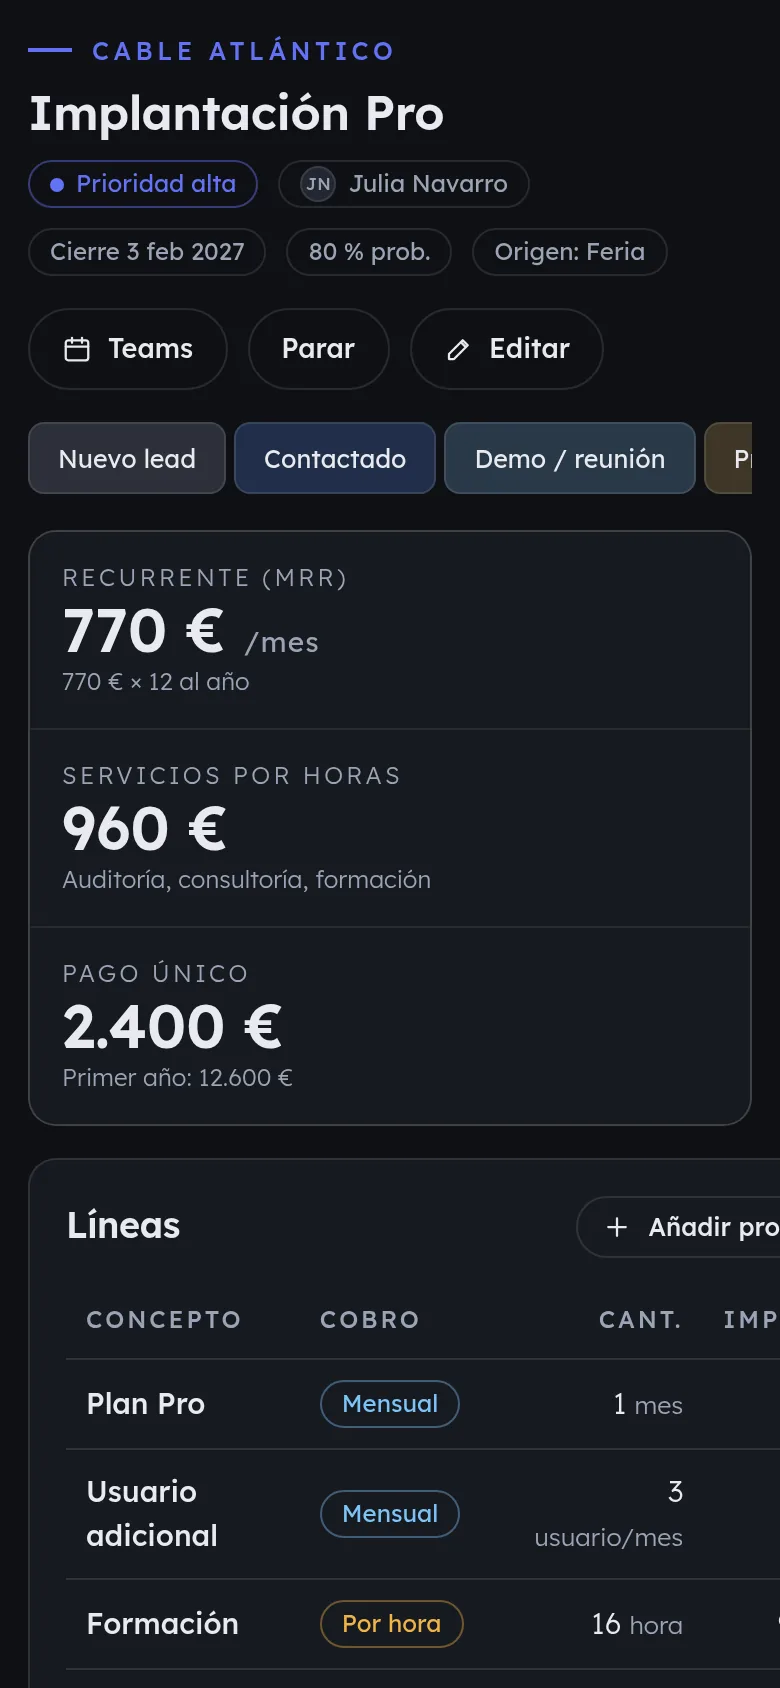 CABLE ATLÁNTICO
Implantación Pro
Prioridad alta
JN Julia Navarro
Cierre 3 feb 2027
80 % prob.
Origen: Feria
Teams
Parar
Editar
Nuevo lead
Contactado
Demo / reunión
RECURRENTE (MRR)
770 € /mes
770 € × 12 al año
SERVICIOS POR HORAS
960 €
Auditoría, consultoría, formación
PAGO ÚNICO
2.400 €
Primer año: 12.600 €
Líneas
+ Añadir pro
CONCEPTO COBRO CANT. IMP
Plan Pro Mensual 1 mes
Usuario adicional Mensual 3 usuario/mes
Formación Por hora 16 hora